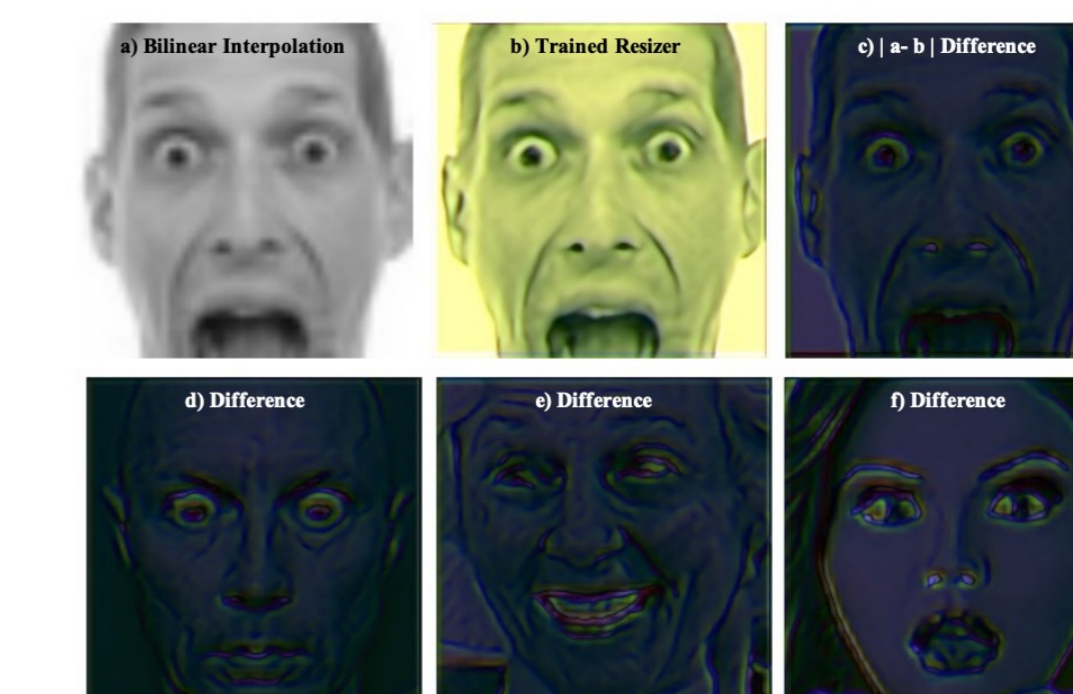 a) Bilinear Interpolation
b) Trained Resizer
c) | a- b | Difference
d) Difference
e) Difference
f) Difference